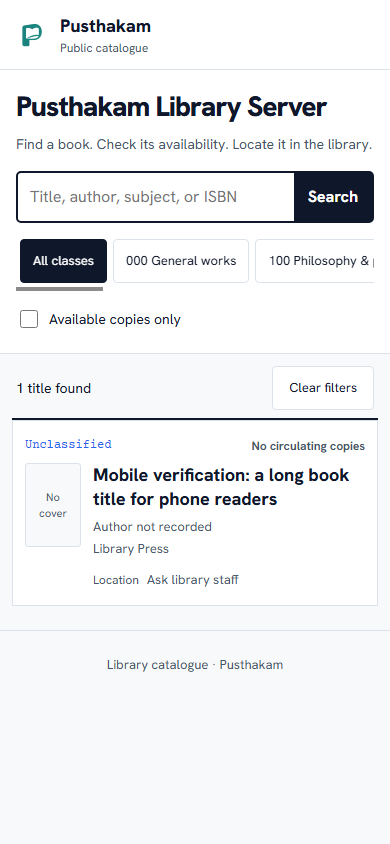 Pusthakam
Public catalogue
Pusthakam Library Server
Find a book. Check its availability. Locate it in the library.
Title, author, subject, or ISBN
Search
All classes
000 General works
100 Philosophy &
Available copies only
1 title found
Clear filters
Unclassified
No circulating copies
No
cover
Mobile verification: a long book
title for phone readers
Author not recorded
Library Press
Location Ask library staff
Library catalogue · Pusthakam